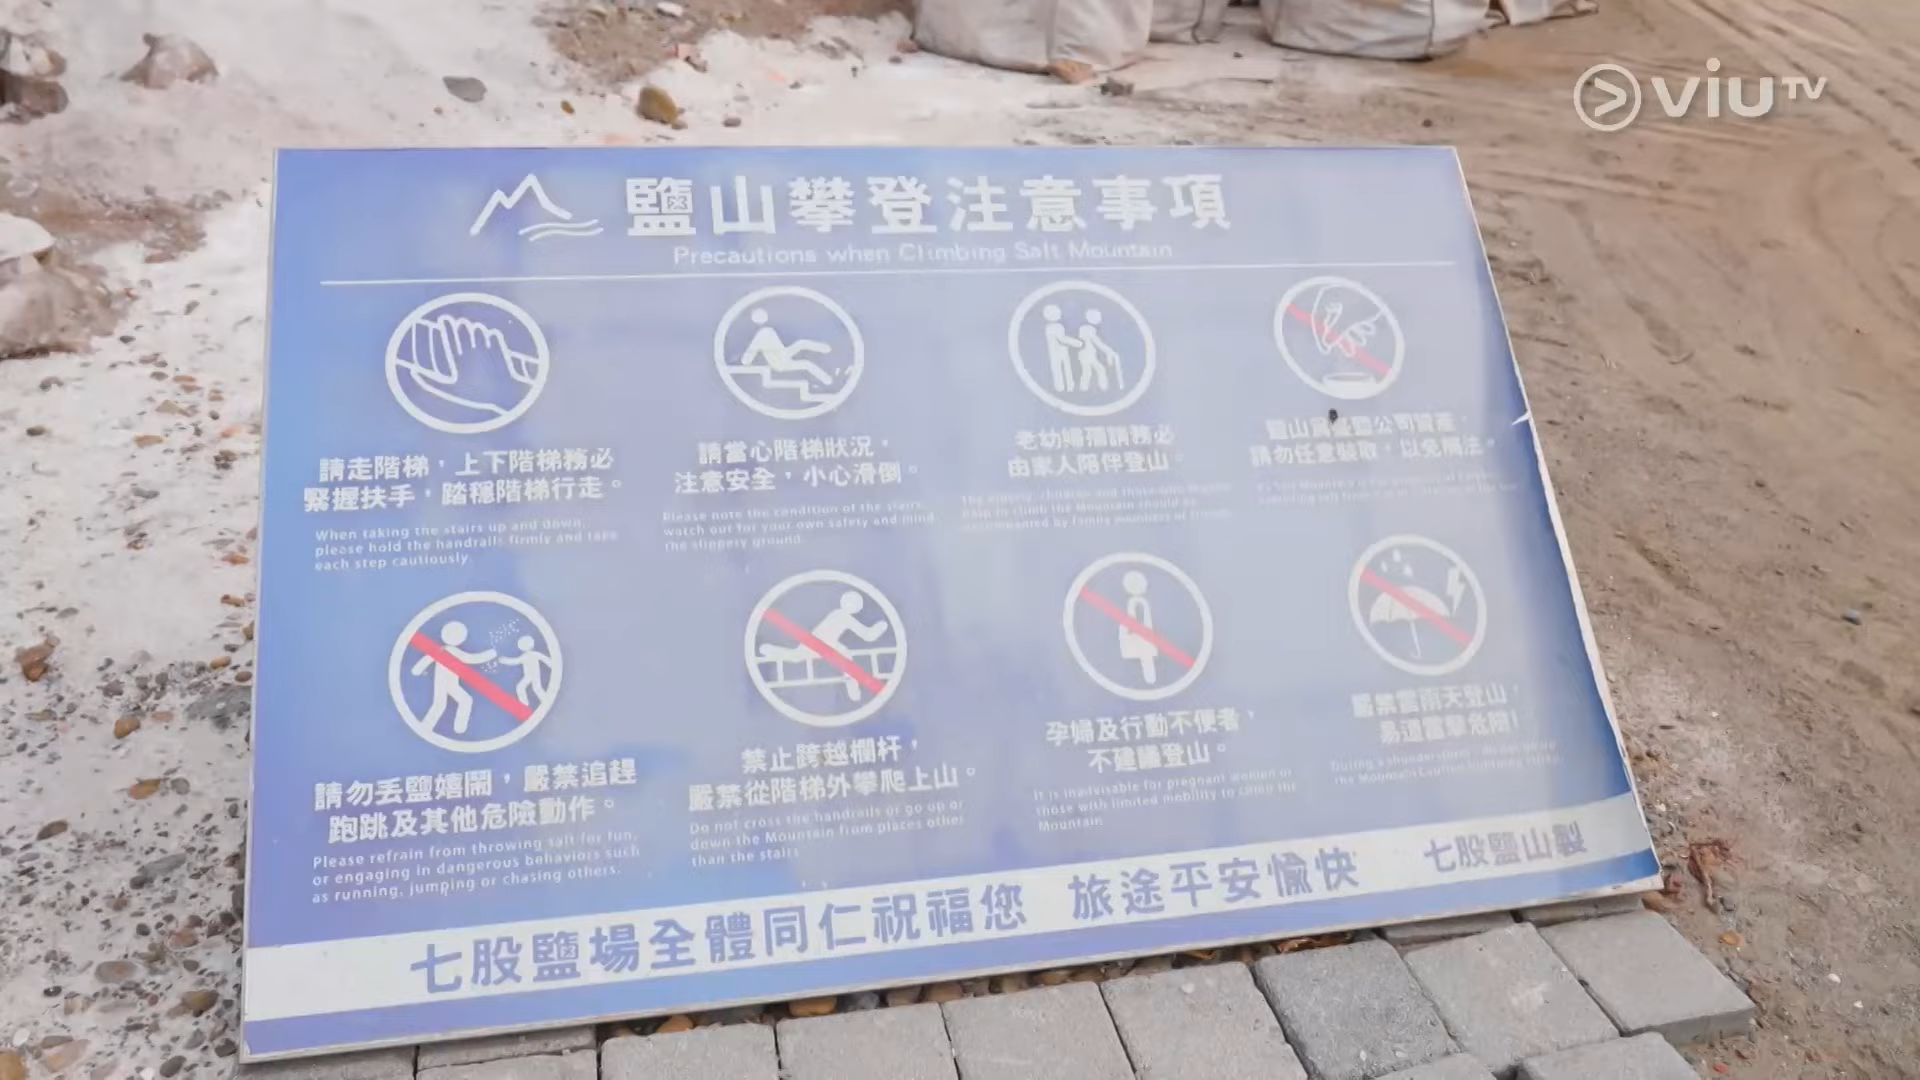 viuTV
鹽山攀登注意事項
Precautions when Climbing Salt Mountain
請走階梯，上下階梯務必
緊握扶手，踏穩階梯行走。
When taking the stairs up and down,
please hold the handrails firmly and take
each step cautiously.
請當心階梯狀況，
注意安全，小心滑倒。
Please note the condition of the stairs,
watch out for your own safety and mind
the slippery ground.
老幼婦孺請務必
由家人陪伴登山。
鹽山為臺鹽公司資產，
請勿任意裝取，以免觸法。
請勿丟鹽嬉鬧，嚴禁追趕
跑跳及其他危險動作。
Please refrain from throwing salt for fun,
or engaging in dangerous behaviors such
as running, jumping or chasing others.
禁止跨越欄杆，
嚴禁從階梯外攀爬上山。
Do not cross the handrails or go up or
down the Mountain from places other
than the stairs
孕婦及行動不便者，
不建議登山。
It is inadvisable for pregnant women or
those with limited mobility to climb the
Mountain
嚴禁雷雨天登山，
易遭雷擊危險！
七股鹽場全體同仁祝福您 旅途平安愉快 七股鹽山製